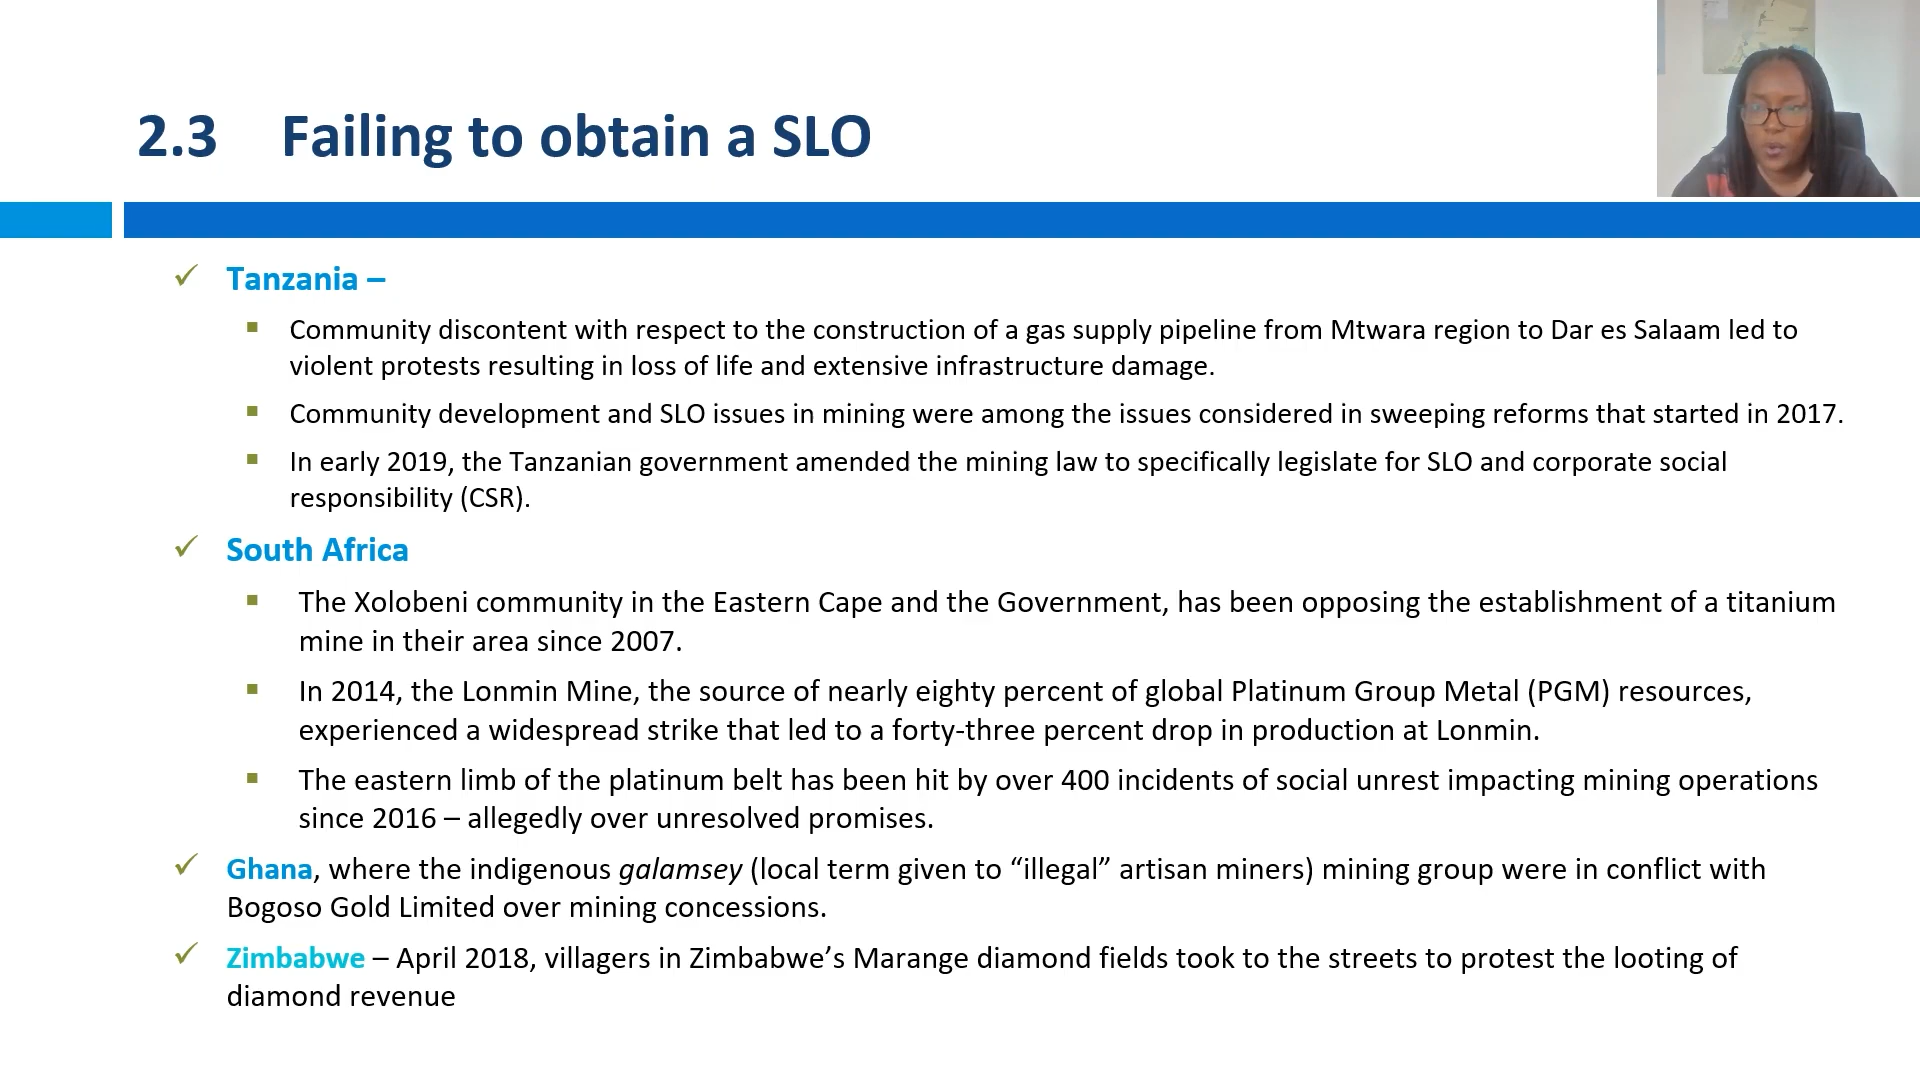 2.3 Failing to obtain a SLO
✓ Tanzania –
▪ Community discontent with respect to the construction of a gas supply pipeline from Mtwara region to Dar es Salaam led to
violent protests resulting in loss of life and extensive infrastructure damage.
▪ Community development and SLO issues in mining were among the issues considered in sweeping reforms that started in 2017.
▪ In early 2019, the Tanzanian government amended the mining law to specifically legislate for SLO and corporate social
responsibility (CSR).
✓ South Africa
▪ The Xolobeni community in the Eastern Cape and the Government, has been opposing the establishment of a titanium
mine in their area since 2007.
▪ In 2014, the Lonmin Mine, the source of nearly eighty percent of global Platinum Group Metal (PGM) resources,
experienced a widespread strike that led to a forty-three percent drop in production at Lonmin.
▪ The eastern limb of the platinum belt has been hit by over 400 incidents of social unrest impacting mining operations
since 2016 – allegedly over unresolved promises.
✓ Ghana, where the indigenous galamsey (local term given to “illegal” artisan miners) mining group were in conflict with
Bogoso Gold Limited over mining concessions.
✓ Zimbabwe – April 2018, villagers in Zimbabwe’s Marange diamond fields took to the streets to protest the looting of
diamond revenue